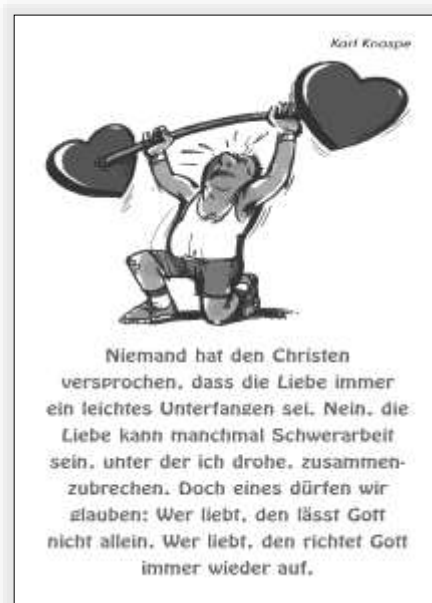 Karl Knospe
Niemand hat den Christen
versprochen, dass die Liebe immer
ein leichtes Unterfangen sei. Nein, die
Liebe kann manchmal Schwerarbeit
sein, unter der ich drohe, zusammen-
zubrechen. Doch eines dürfen wir
glauben: Wer liebt, den lässt Gott
nicht allein. Wer liebt, den richtet Gott
immer wieder auf.